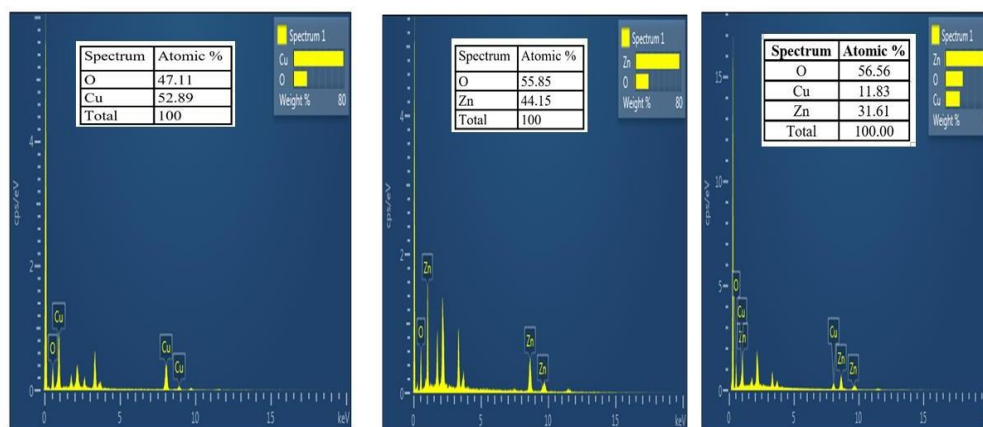 Spectrum 1
Cu
O
Weight % 80
Spectrum Atomic %
O 47.11
Cu 52.89
Total 100
cps/eV
4
2
0
O
Cu
Cu
Cu
0 5 10 15 keV
Spectrum 1
Zn
O
Weight % 80
Spectrum Atomic %
O 55.85
Zn 44.15
Total 100
cps/eV
4
2
0
O
Zn
Zn
Zn
0 5 10 15 keV
Spectrum 1
Zn
O
Cu
Weight %
Spectrum Atomic %
O 56.56
Cu 11.83
Zn 31.61
Total 100.00
cps/eV
15
10
5
0
O
Cu
Zn
Cu
Zn
Zn
0 5 10 15